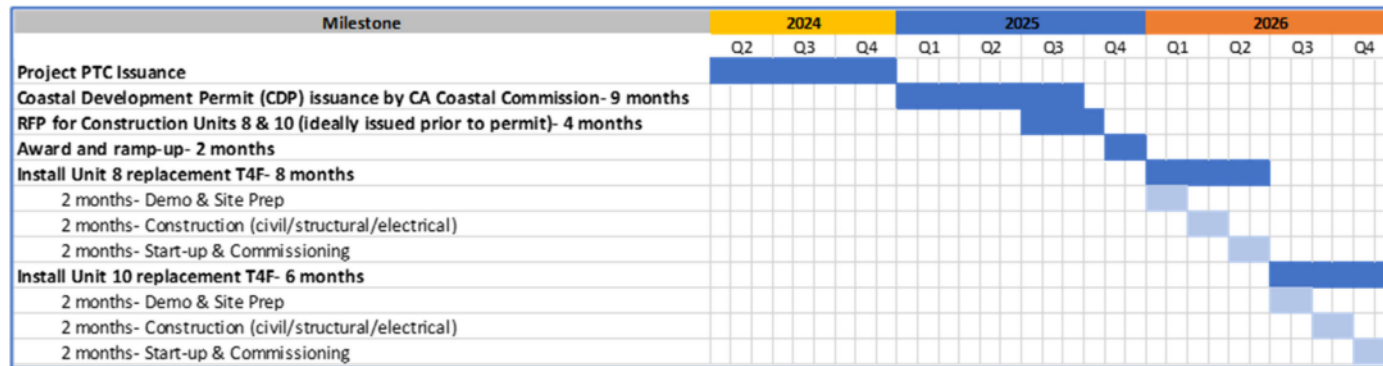 Milestone 2024 2025 2026
Q2 Q3 Q4 Q1 Q2 Q3 Q4 Q1 Q2 Q3 Q4
Project PTC Issuance
Coastal Development Permit (CDP) issuance by CA Coastal Commission- 9 months
RFP for Construction Units 8 & 10 (ideally issued prior to permit)- 4 months
Award and ramp-up- 2 months
Install Unit 8 replacement T4F- 8 months
2 months- Demo & Site Prep
2 months- Construction (civil/structural/electrical)
2 months- Start-up & Commissioning
Install Unit 10 replacement T4F- 6 months
2 months- Demo & Site Prep
2 months- Construction (civil/structural/electrical)
2 months- Start-up & Commissioning